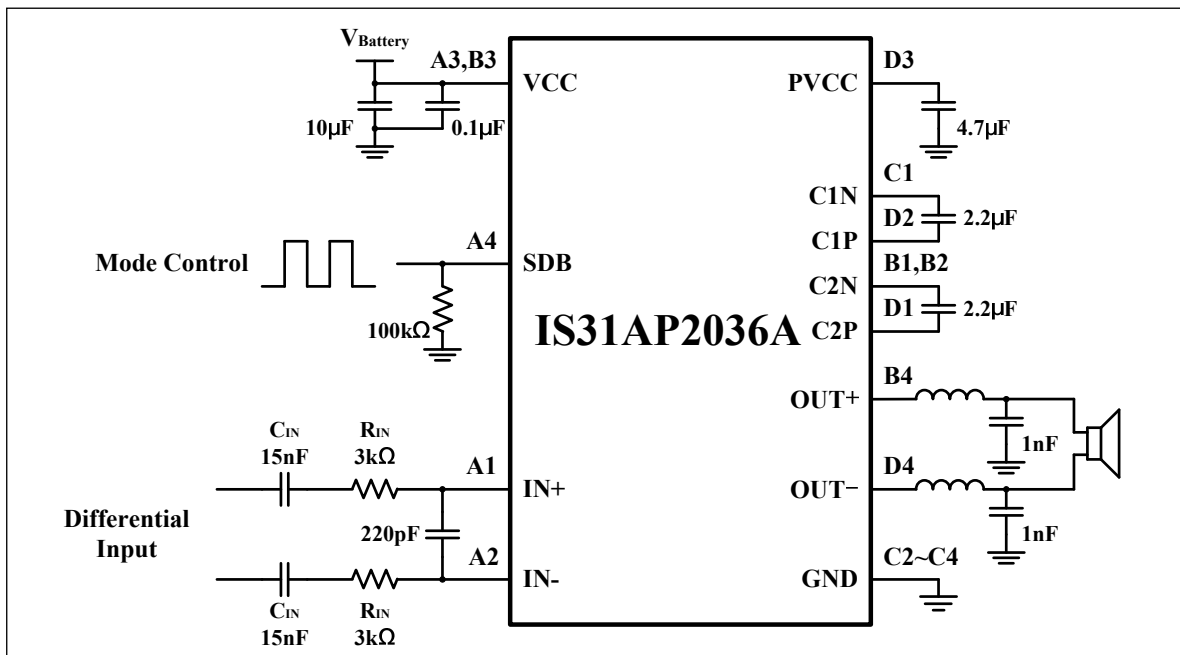 VBattery
A3,B3
VCC
10µF
0.1µF
Mode Control
A4
SDB
100kΩ
IS31AP2036A
CIN
15nF
RIN
3kΩ
A1
IN+
Differential
Input
220pF
A2
IN-
CIN
15nF
RIN
3kΩ
D3
PVCC
4.7µF
C1
C1N
D2
2.2µF
C1P
B1,B2
C2N
D1
2.2µF
C2P
B4
OUT+
1nF
D4
OUT−
1nF
C2~C4
GND